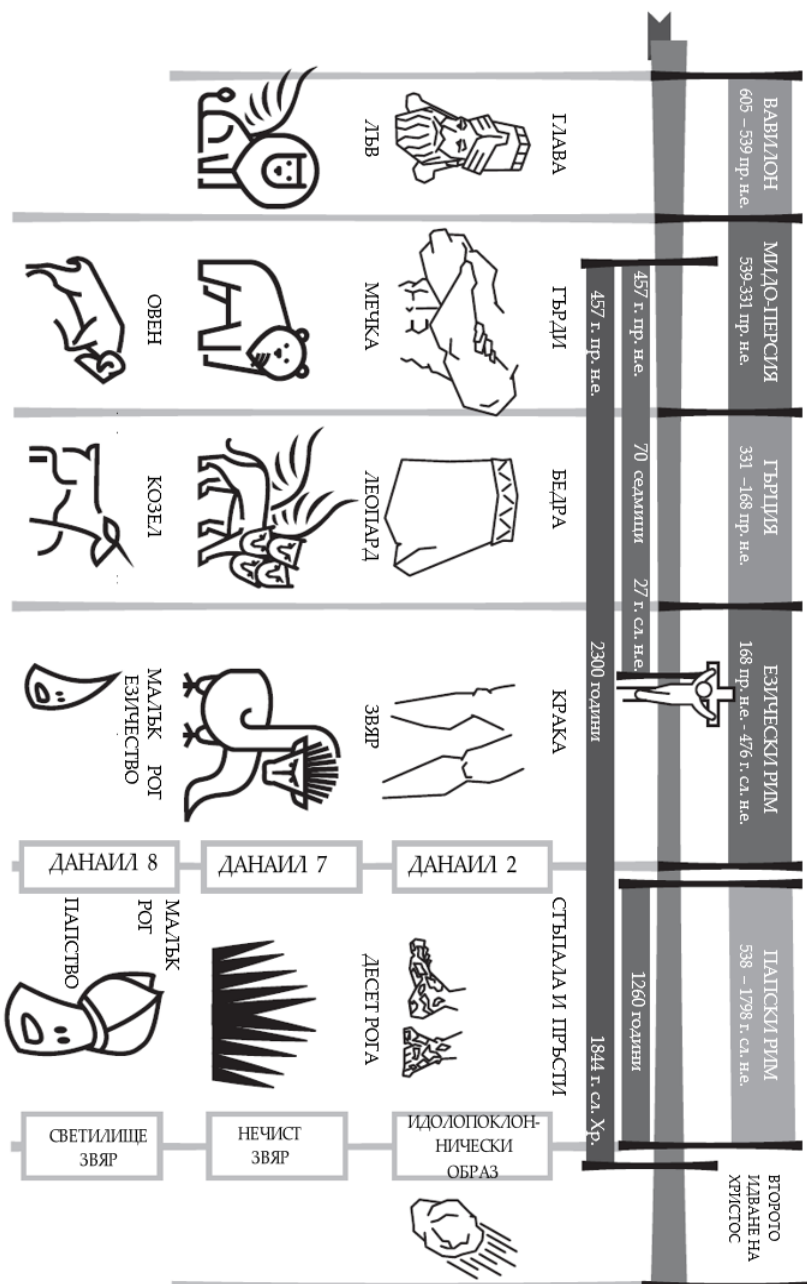 ВАВИЛОН
605 – 539 пр. н.е.
МИДО-ПЕРСИЯ
539-331 пр. н.е.
ГЪРЦИЯ
331 –168 пр. н.е.
ЕЗИЧЕСКИ РИМ
168 пр. н.е. - 476 г. сл. н.е.
ПАПСКИ РИМ
538 – 1798 г. сл. н.е.
ВТОРОТО
ИДВАНЕ НА
ХРИСТОС
457 г. пр. н.е.
70 седмици
27 г. сл. н.е.
1260 години
457 г. пр. н.е.
2300 години
1844 г. сл. Хр.
ГЛАВА
ГЪРДИ
БЕДРА
КРАКА
ДАНАИЛ 2
СТЪПАЛА И ПРЪСТИ
ИДОЛОПОКЛОН-
НИЧЕСКИ
ОБРАЗ
ЛЪВ
МЕЧКА
ЛЕОПАРД
ЗВЯР
ДАНАИЛ 7
ДЕСЕТ РОГА
НЕЧИСТ
ЗВЯР
ОВЕН
КОЗЕЛ
МАЛЪК РОГ
ЕЗИЧЕСТВО
ДАНАИЛ 8
МАЛЪК
РОГ
ПАПСТВО
СВЕТИЛИЩЕ
ЗВЯР